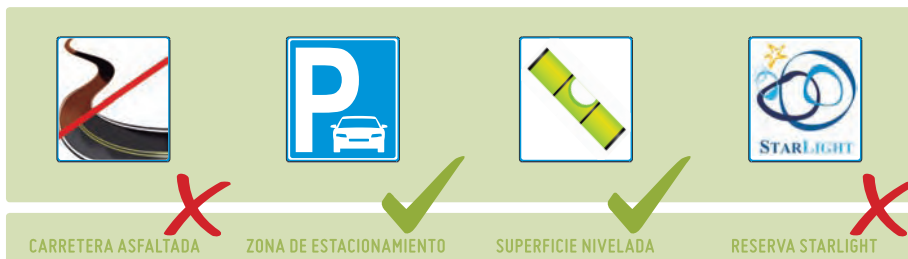 P
STARLIGHT
CARRETERA ASFALTADA
ZONA DE ESTACIONAMIENTO
SUPERFICIE NIVELADA
RESERVA STARLIGHT